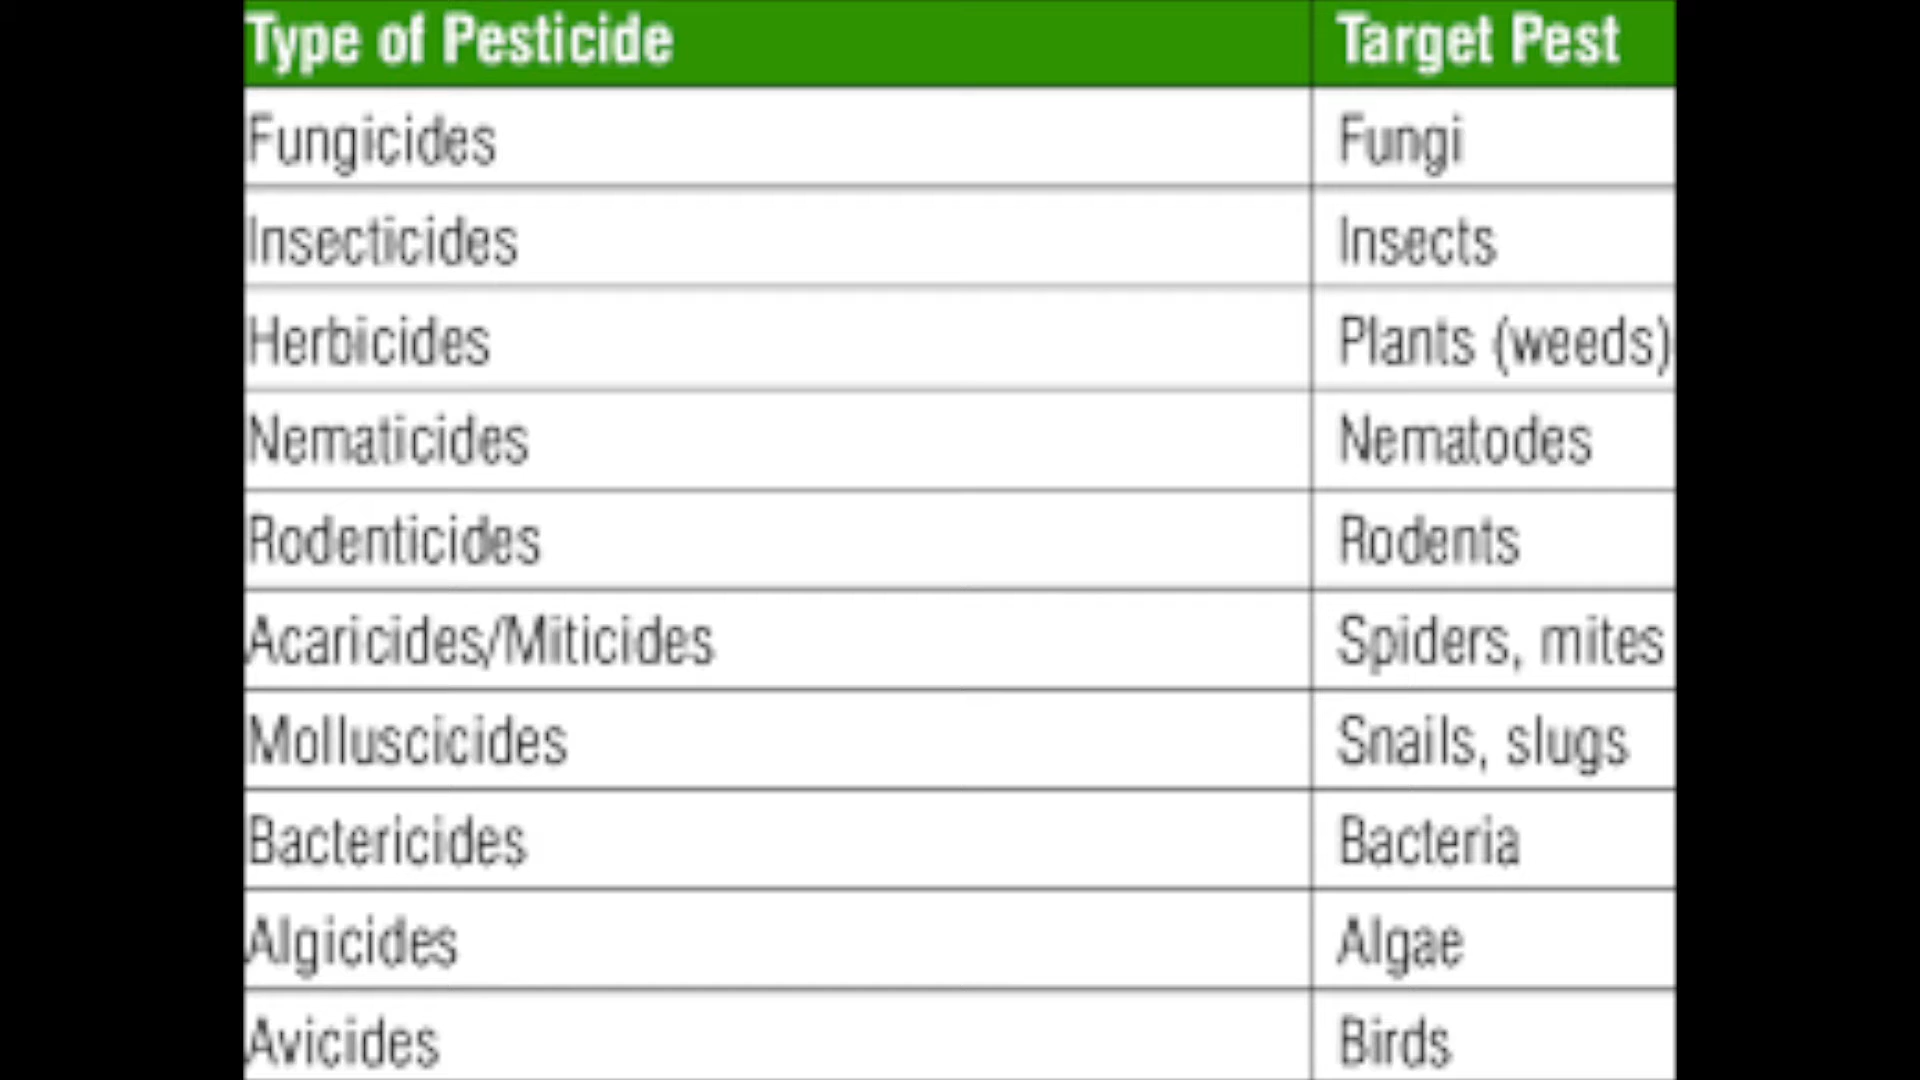 Type of Pesticide Target Pest
Fungicides Fungi
Insecticides Insects
Herbicides Plants (weeds)
Nematicides Nematodes
Rodenticides Rodents
Acaricides/Miticides Spiders, mites
Molluscicides Snails, slugs
Bactericides Bacteria
Algicides Algae
Avicides Birds